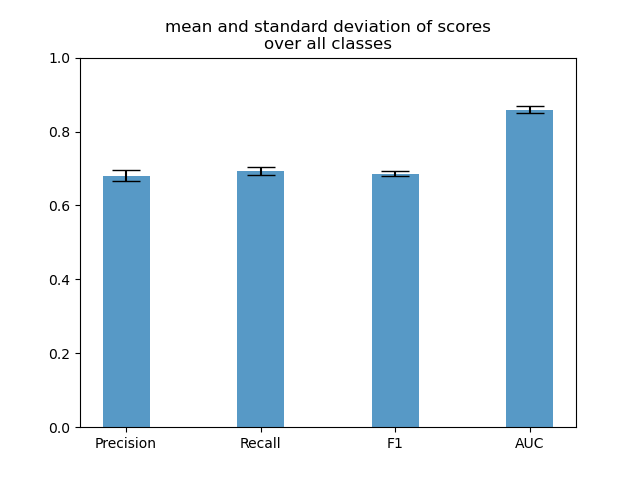 mean and standard deviation of scores
over all classes
1.0
0.8
0.6
0.4
0.2
0.0
Precision Recall F1 AUC